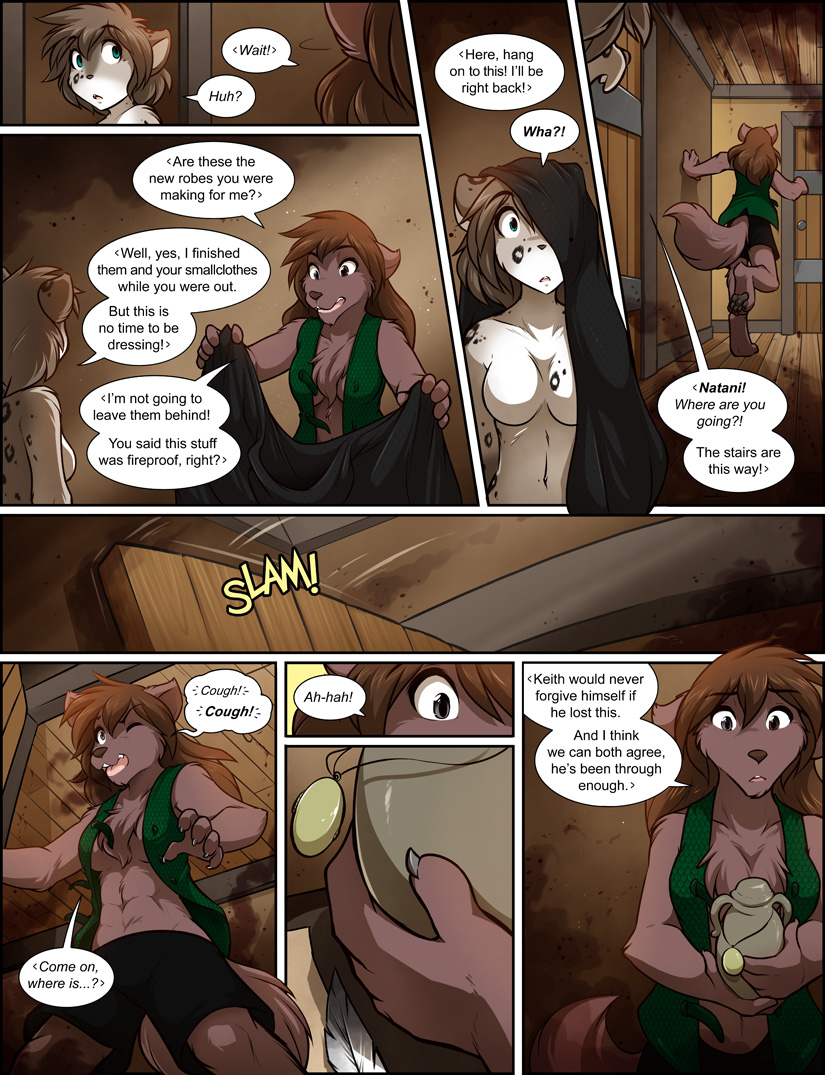 ‹Wait!›
Huh?
‹Are these the
new robes you were
making for me?›
‹Well, yes, I finished
them and your smallclothes
while you were out.
But this is
no time to be
dressing!›
‹I'm not going to
leave them behind!
You said this stuff
was fireproof, right?›
‹Here, hang
on to this! I'll be
right back!›
Wha?!
‹Natani!
Where are you
going?!
The stairs are
this way!›
SLAM!
Cough!
Cough!
‹Come on,
where is...?›
Ah-hah!
‹Keith would never
forgive himself if
he lost this.
And I think
we can both agree,
he's been through
enough.›